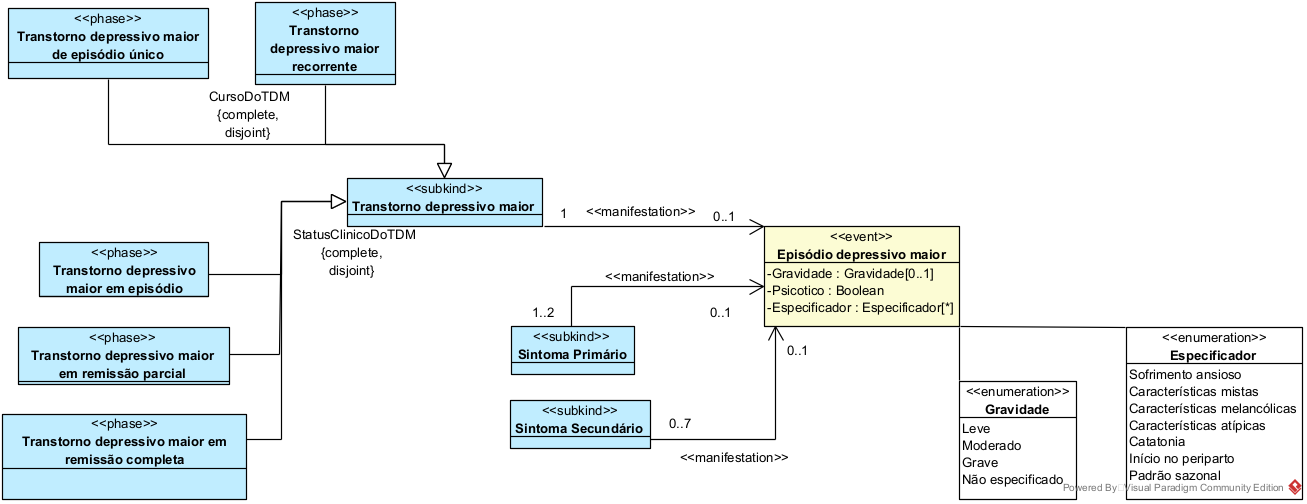 <<phase>>
Transtorno depressivo maior
de episódio único
<<phase>>
Transtorno
depressivo maior
recorrente
CursoDoTDM
{complete,
disjoint}
<<subkind>>
Transtorno depressivo maior
StatusClinicoDoTDM
{complete,
disjoint}
<<phase>>
Transtorno depressivo
maior em episódio
<<phase>>
Transtorno depressivo maior
em remissão parcial
<<phase>>
Transtorno depressivo maior em
remissão completa
1
<<manifestation>>
0..1
<<event>>
Episódio depressivo maior
-Gravidade : Gravidade[0..1]
-Psicotico : Boolean
-Especificador : Especificador[*]
<<manifestation>>
1..2
0..1
<<subkind>>
Sintoma Primário
0..1
<<subkind>>
Sintoma Secundário
0..7
<<manifestation>>
<<enumeration>>
Gravidade
Leve
Moderado
Grave
Não especificado
<<enumeration>>
Especificador
Sofrimento ansioso
Características mistas
Características melancólicas
Características atípicas
Catatonia
Início no periparto
Padrão sazonal
Powered By Visual Paradigm Community Edition